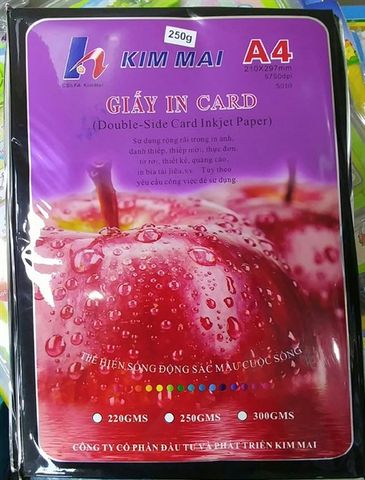 250g
KIM MAI
A4
210X297mm
5760dpi
5010
GIẤY IN CARD
(Double-Side Card Inkjet Paper)
Sử dụng rộng rãi trong in ảnh,
danh thiếp, thiệp mời, thực đơn,
tờ rơi, thiết kế, quảng cáo,
in bìa tài liệu,vv. Tùy theo
yêu cầu công việc để sử dụng
THỂ HIỆN SỐNG ĐỘNG SẮC MÀU CUỘC SỐNG
220GMS 250GMS 300GMS
CÔNG TY CỔ PHẦN ĐẦU TƯ VÀ PHÁT TRIỂN KIM MAI